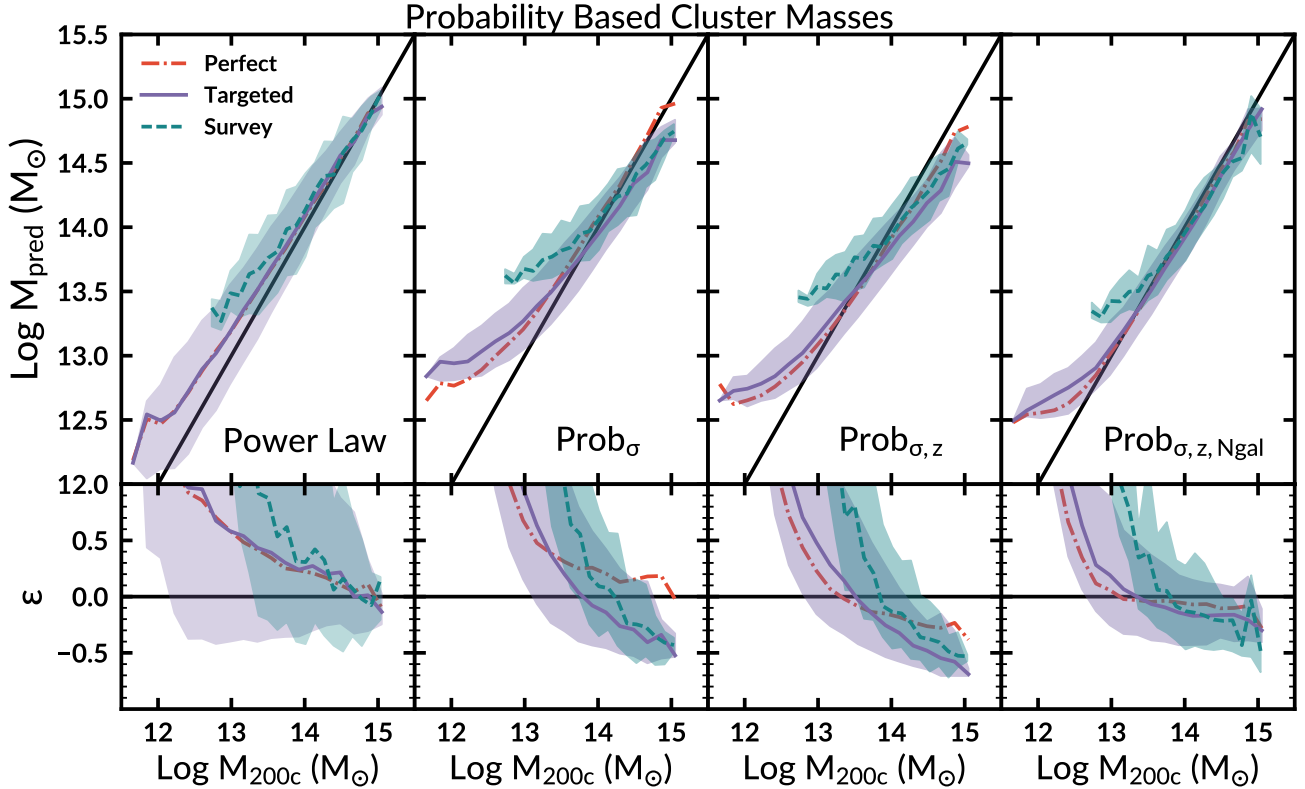 Probability Based Cluster Masses
Log M_pred (M_⊙)
15.5
15.0
14.5
14.0
13.5
13.0
12.5
12.0
Perfect
Targeted
Survey
Power Law
Prob_σ
Prob_σ, z
Prob_σ, z, Ngal
ε
0.5
0.0
−0.5
12 13 14 15 12 13 14 15 12 13 14 15 12 13 14 15
Log M_200c (M_⊙) Log M_200c (M_⊙) Log M_200c (M_⊙) Log M_200c (M_⊙)